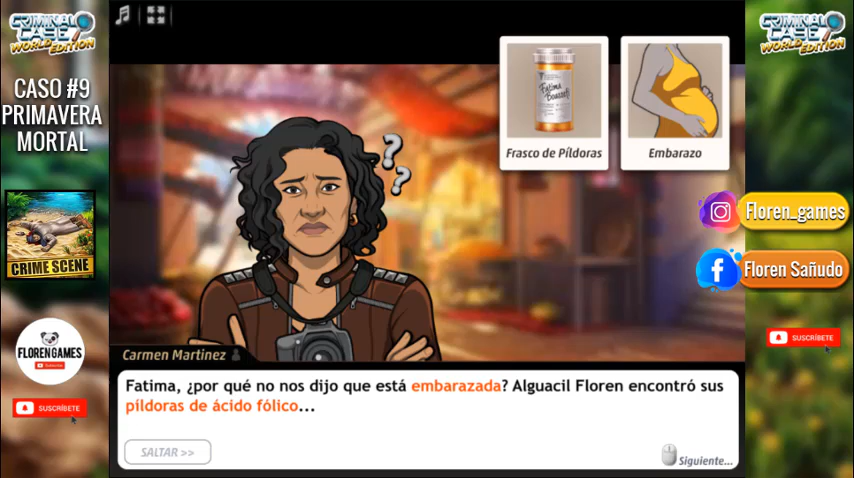 CRIMINAL
CASE
WORLD EDITION
CASO #9
PRIMAVERA
MORTAL
CRIME SCENE
FLOREN GAMES
SUSCRÍBETE
Fatima
Frasco de Píldoras
Embarazo
Carmen Martinez
Fatima, ¿por qué no nos dijo que está embarazada? Alguacil Floren encontró sus
píldoras de ácido fólico...
SALTAR >>
Siguiente...
CRIMINAL
CASE
WORLD EDITION
Floren_games
Floren Sañudo
SUSCRÍBETE